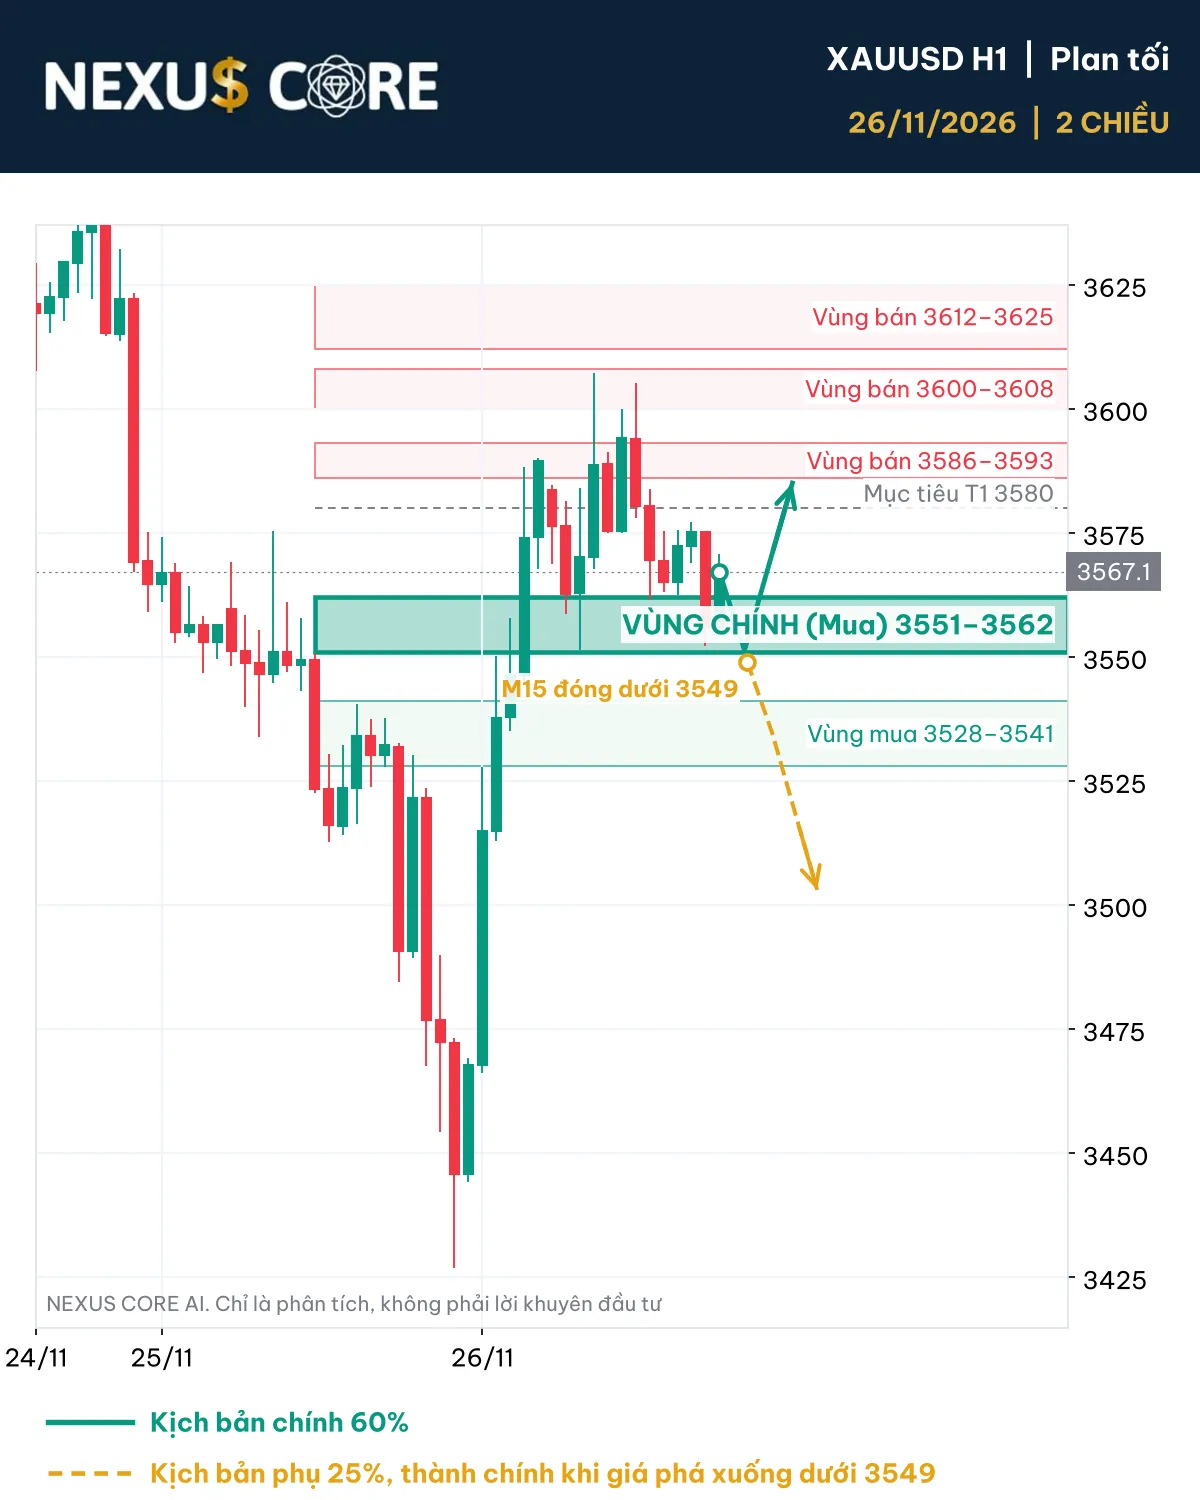 NEXU$ CORE
XAUUSD H1 | Plan tối
26/11/2026 | 2 CHIỀU
3625
Vùng bán 3612–3625
Vùng bán 3600–3608
3600
Vùng bán 3586–3593
Mục tiêu T1 3580
3575
3567.1
VÙNG CHÍNH (Mua) 3551–3562
3550
M15 đóng dưới 3549
Vùng mua 3528–3541
3525
3500
3475
3450
3425
NEXUS CORE AI. Chỉ là phân tích, không phải lời khuyên đầu tư
24/11 25/11 26/11
Kịch bản chính 60%
Kịch bản phụ 25%, thành chính khi giá phá xuống dưới 3549